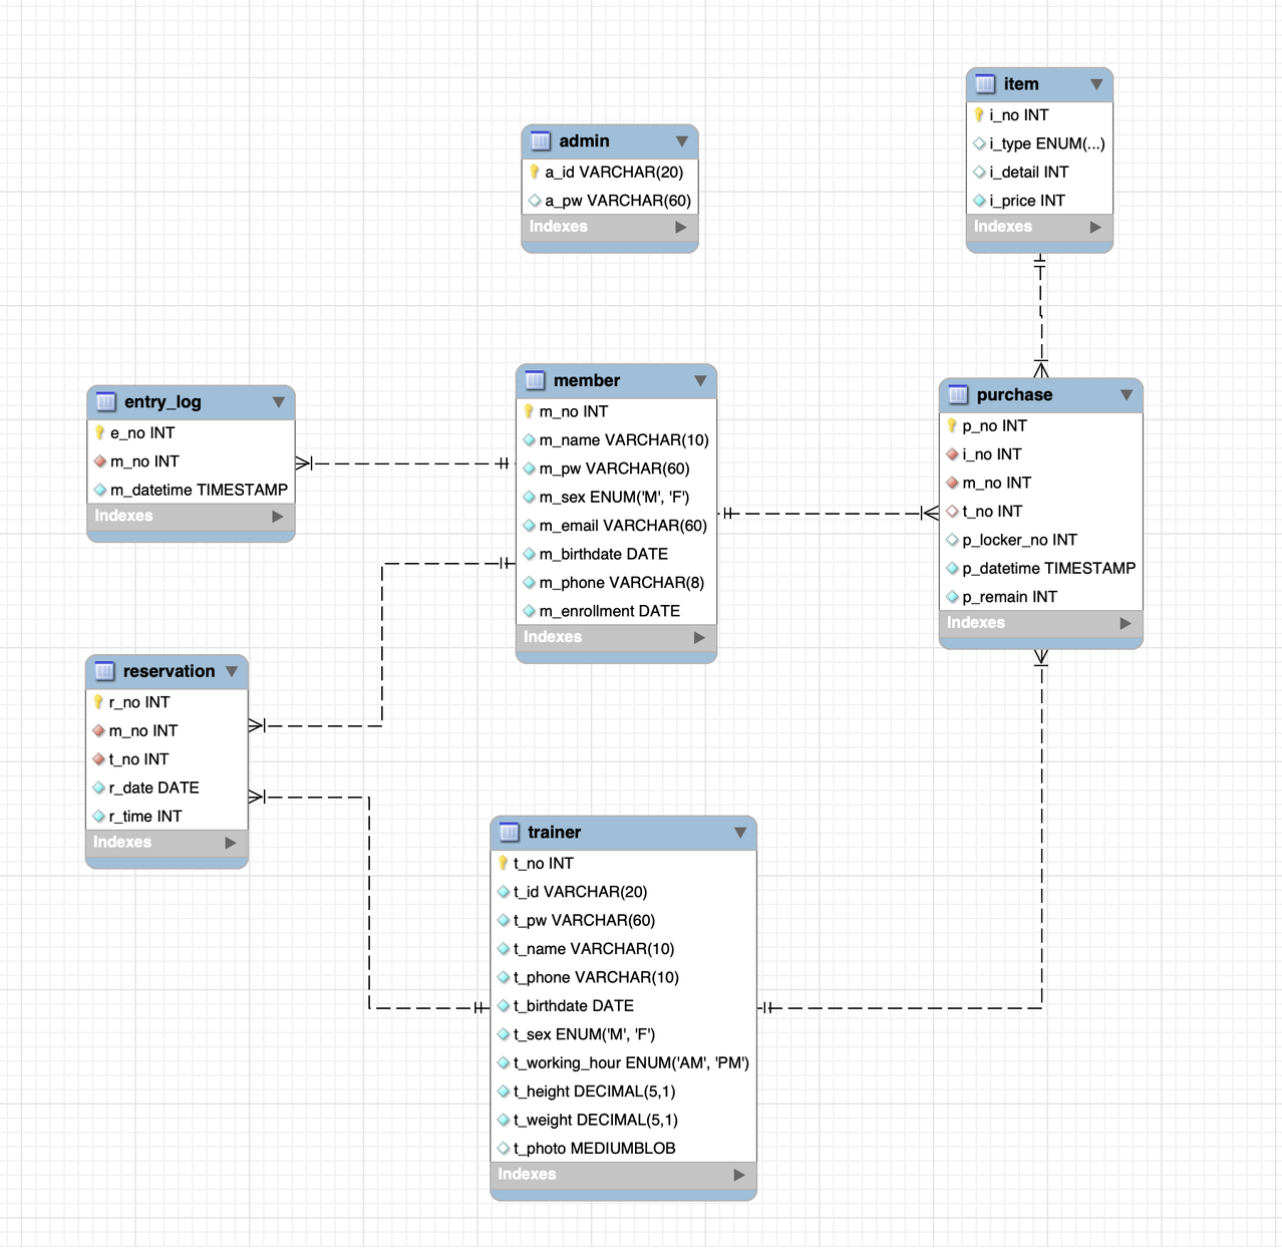 item
i_no INT
i_type ENUM(...)
i_detail INT
i_price INT
Indexes
admin
a_id VARCHAR(20)
a_pw VARCHAR(60)
Indexes
member
m_no INT
m_name VARCHAR(10)
m_pw VARCHAR(60)
m_sex ENUM('M', 'F')
m_email VARCHAR(60)
m_birthdate DATE
m_phone VARCHAR(8)
m_enrollment DATE
Indexes
purchase
p_no INT
i_no INT
m_no INT
t_no INT
p_locker_no INT
p_datetime TIMESTAMP
p_remain INT
Indexes
entry_log
e_no INT
m_no INT
m_datetime TIMESTAMP
Indexes
reservation
r_no INT
m_no INT
t_no INT
r_date DATE
r_time INT
Indexes
trainer
t_no INT
t_id VARCHAR(20)
t_pw VARCHAR(60)
t_name VARCHAR(10)
t_phone VARCHAR(10)
t_birthdate DATE
t_sex ENUM('M', 'F')
t_working_hour ENUM('AM', 'PM')
t_height DECIMAL(5,1)
t_weight DECIMAL(5,1)
t_photo MEDIUMBLOB
Indexes